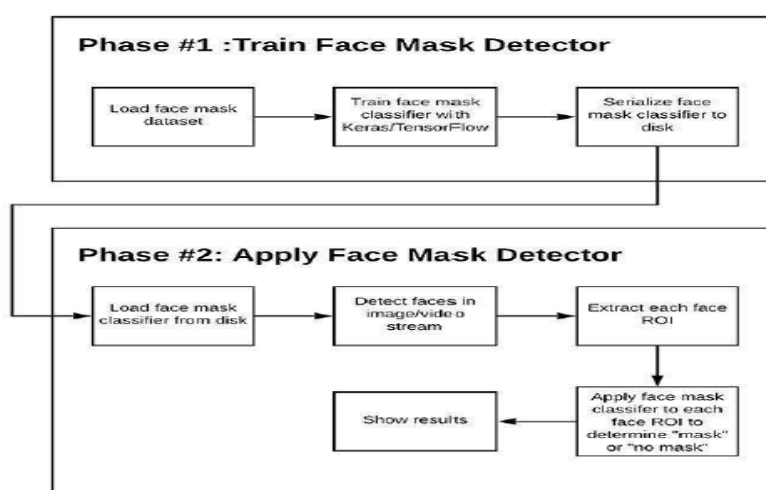 Phase #1 :Train Face Mask Detector
Load face mask
dataset
Train face mask
classifier with
Keras/TensorFlow
Serialize face
mask classifier to
disk
Phase #2: Apply Face Mask Detector
Load face mask
classifier from disk
Detect faces in
image/video
stream
Extract each face
ROI
Apply face mask
classifer to each
face ROI to
determine "mask"
or "no mask"
Show results